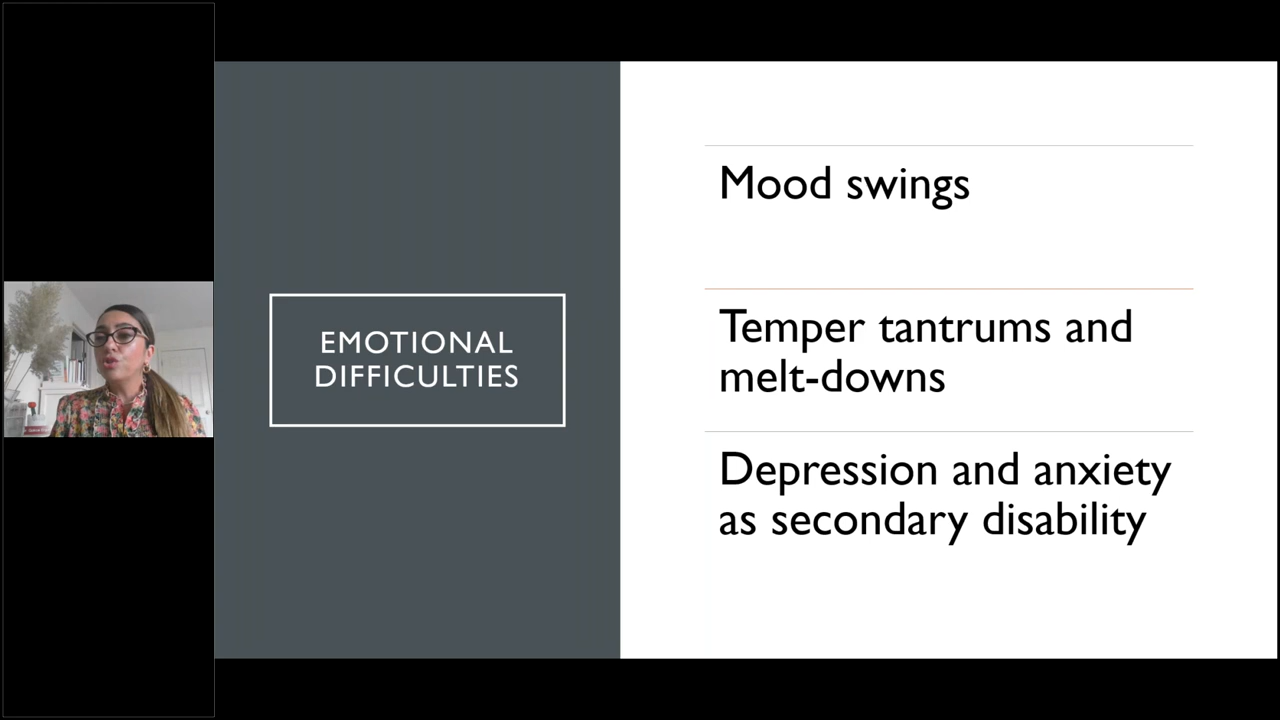 EMOTIONAL
DIFFICULTIES
Mood swings
Temper tantrums and
melt-downs
Depression and anxiety
as secondary disability